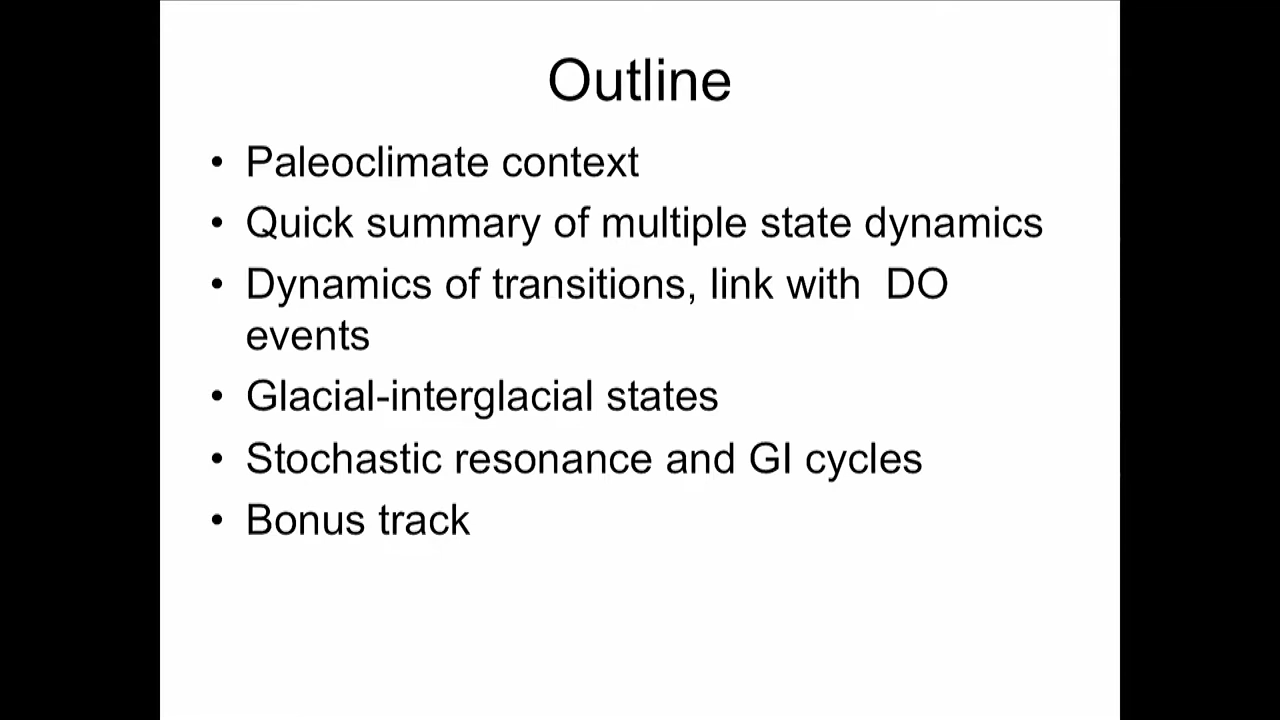 Outline
• Paleoclimate context
• Quick summary of multiple state dynamics
• Dynamics of transitions, link with  DO
events
• Glacial-interglacial states
• Stochastic resonance and GI cycles
• Bonus track